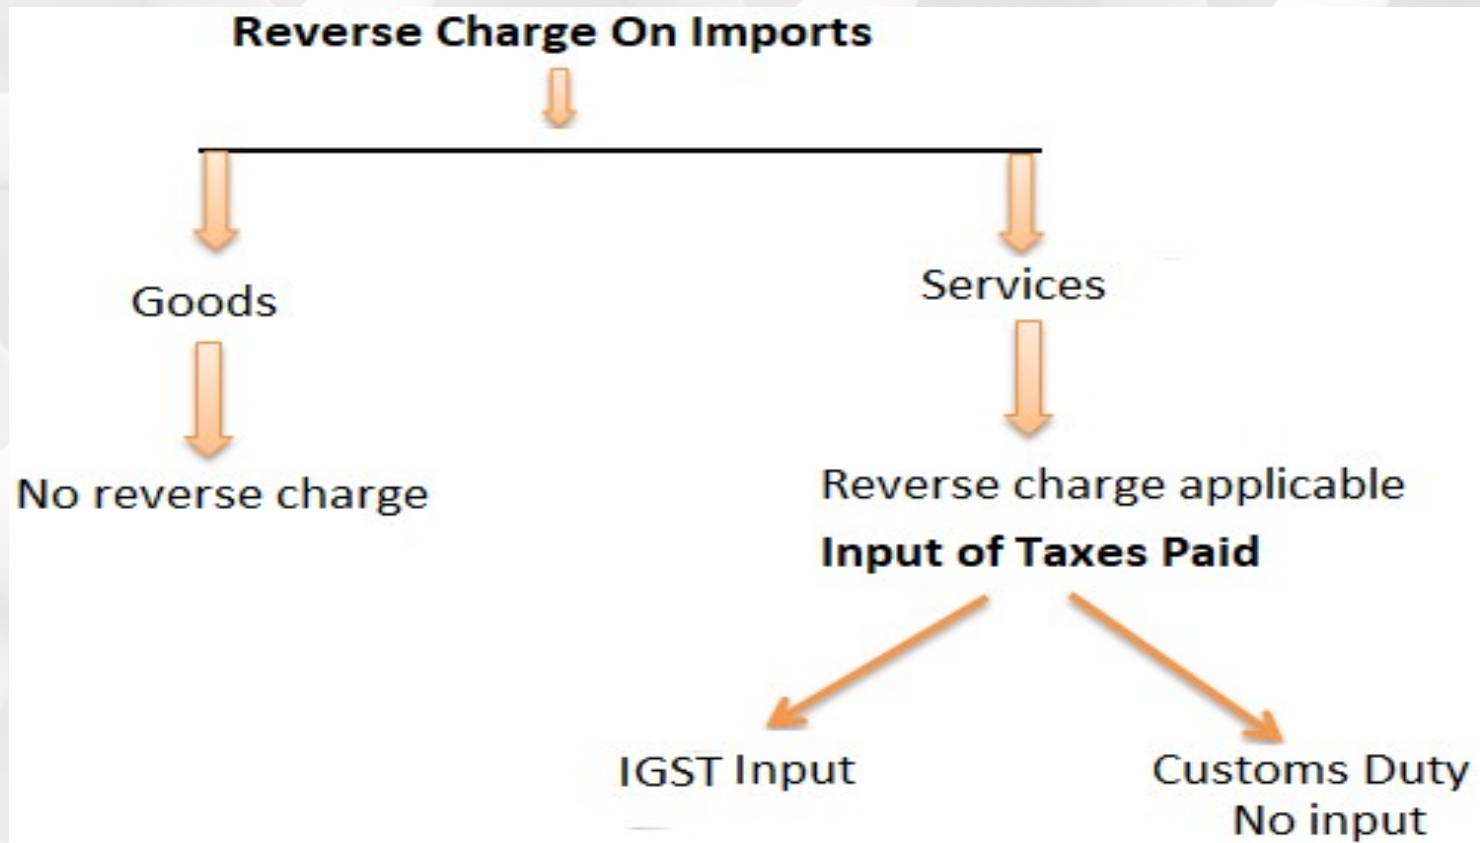 Reverse Charge On Imports
Goods
Services
No reverse charge
Reverse charge applicable
Input of Taxes Paid
IGST Input
Customs Duty
No input